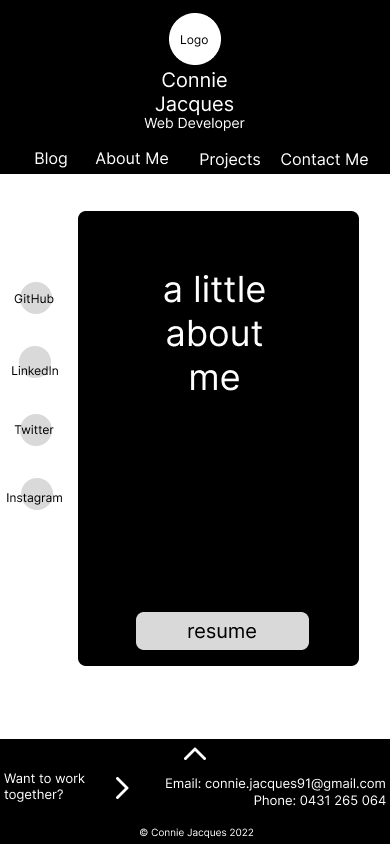 Logo
Connie
Jacques
Web Developer
Blog About Me Projects Contact Me
a little
about
me
GitHub
LinkedIn
Twitter
Instagram
resume
Want to work
together?
Email: connie.jacques91@gmail.com
Phone: 0431 265 064
© Connie Jacques 2022